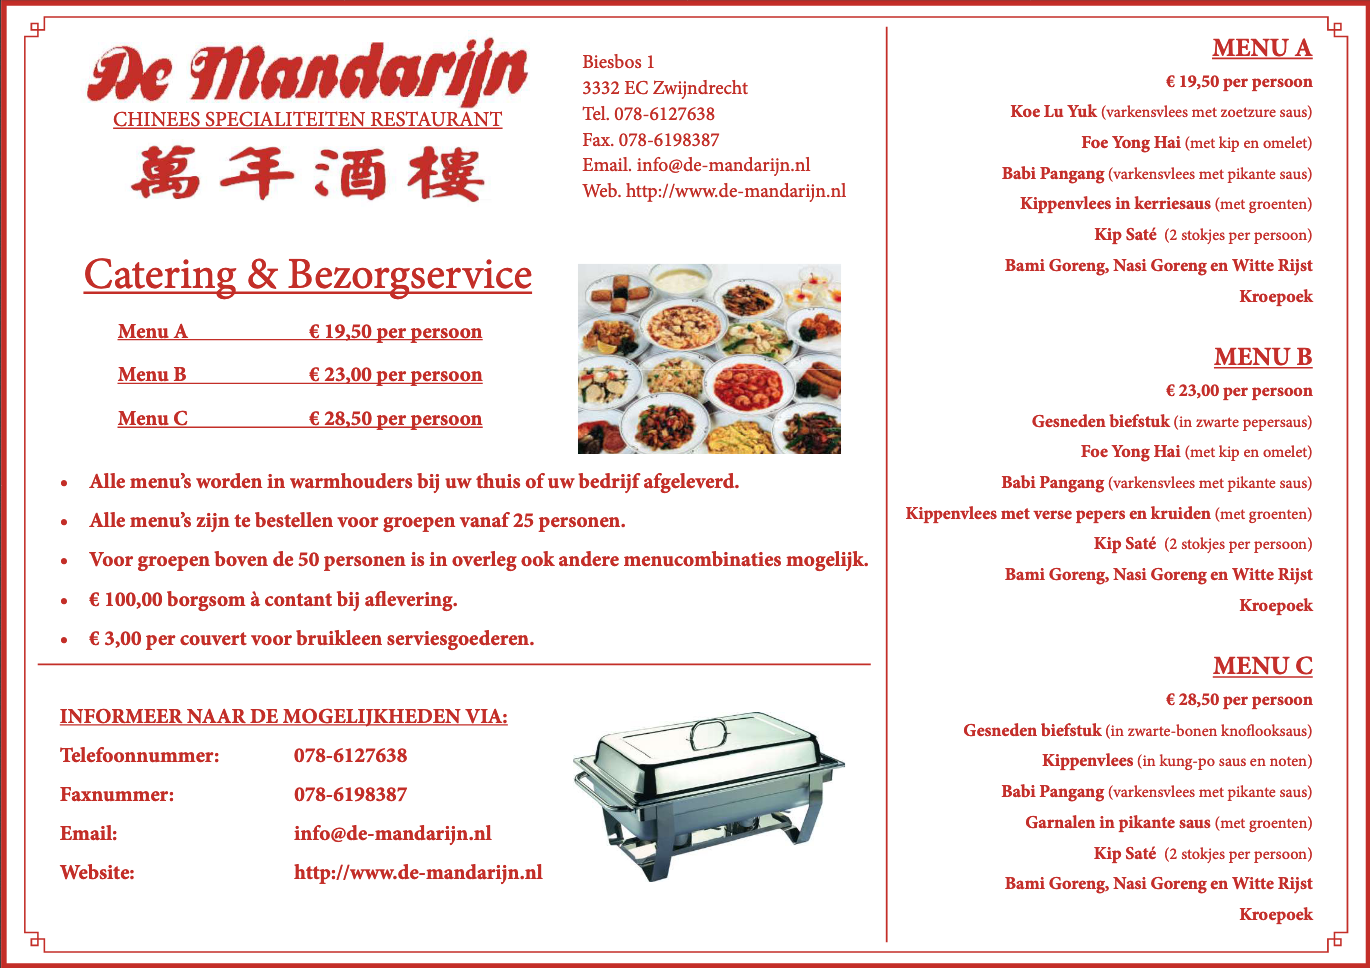 De Mandarijn
CHINEES SPECIALITEITEN RESTAURANT
萬年酒樓
Biesbos 1
3332 EC Zwijndrecht
Tel. 078-6127638
Fax. 078-6198387
Email. info@de-mandarijn.nl
Web. http://www.de-mandarijn.nl
Catering & Bezorgservice
Menu A € 19,50 per persoon
Menu B € 23,00 per persoon
Menu C € 28,50 per persoon
• Alle menu’s worden in warmhouders bij uw thuis of uw bedrijf afgeleverd.
• Alle menu’s zijn te bestellen voor groepen vanaf 25 personen.
• Voor groepen boven de 50 personen is in overleg ook andere menucombinaties mogelijk.
• € 100,00 borgsom à contant bij aflevering.
• € 3,00 per couvert voor bruikleen serviesgoederen.
INFORMEER NAAR DE MOGELIJKHEDEN VIA:
Telefoonnummer: 078-6127638
Faxnummer: 078-6198387
Email: info@de-mandarijn.nl
Website: http://www.de-mandarijn.nl
MENU A
€ 19,50 per persoon
Koe Lu Yuk (varkensvlees met zoetzure saus)
Foe Yong Hai (met kip en omelet)
Babi Pangang (varkensvlees met pikante saus)
Kippenvlees in kerriesaus (met groenten)
Kip Saté (2 stokjes per persoon)
Bami Goreng, Nasi Goreng en Witte Rijst
Kroepoek
MENU B
€ 23,00 per persoon
Gesneden biefstuk (in zwarte pepersaus)
Foe Yong Hai (met kip en omelet)
Babi Pangang (varkensvlees met pikante saus)
Kippenvlees met verse pepers en kruiden (met groenten)
Kip Saté (2 stokjes per persoon)
Bami Goreng, Nasi Goreng en Witte Rijst
Kroepoek
MENU C
€ 28,50 per persoon
Gesneden biefstuk (in zwarte-bonen knoflooksaus)
Kippenvlees (in kung-po saus en noten)
Babi Pangang (varkensvlees met pikante saus)
Garnalen in pikante saus (met groenten)
Kip Saté (2 stokjes per persoon)
Bami Goreng, Nasi Goreng en Witte Rijst
Kroepoek